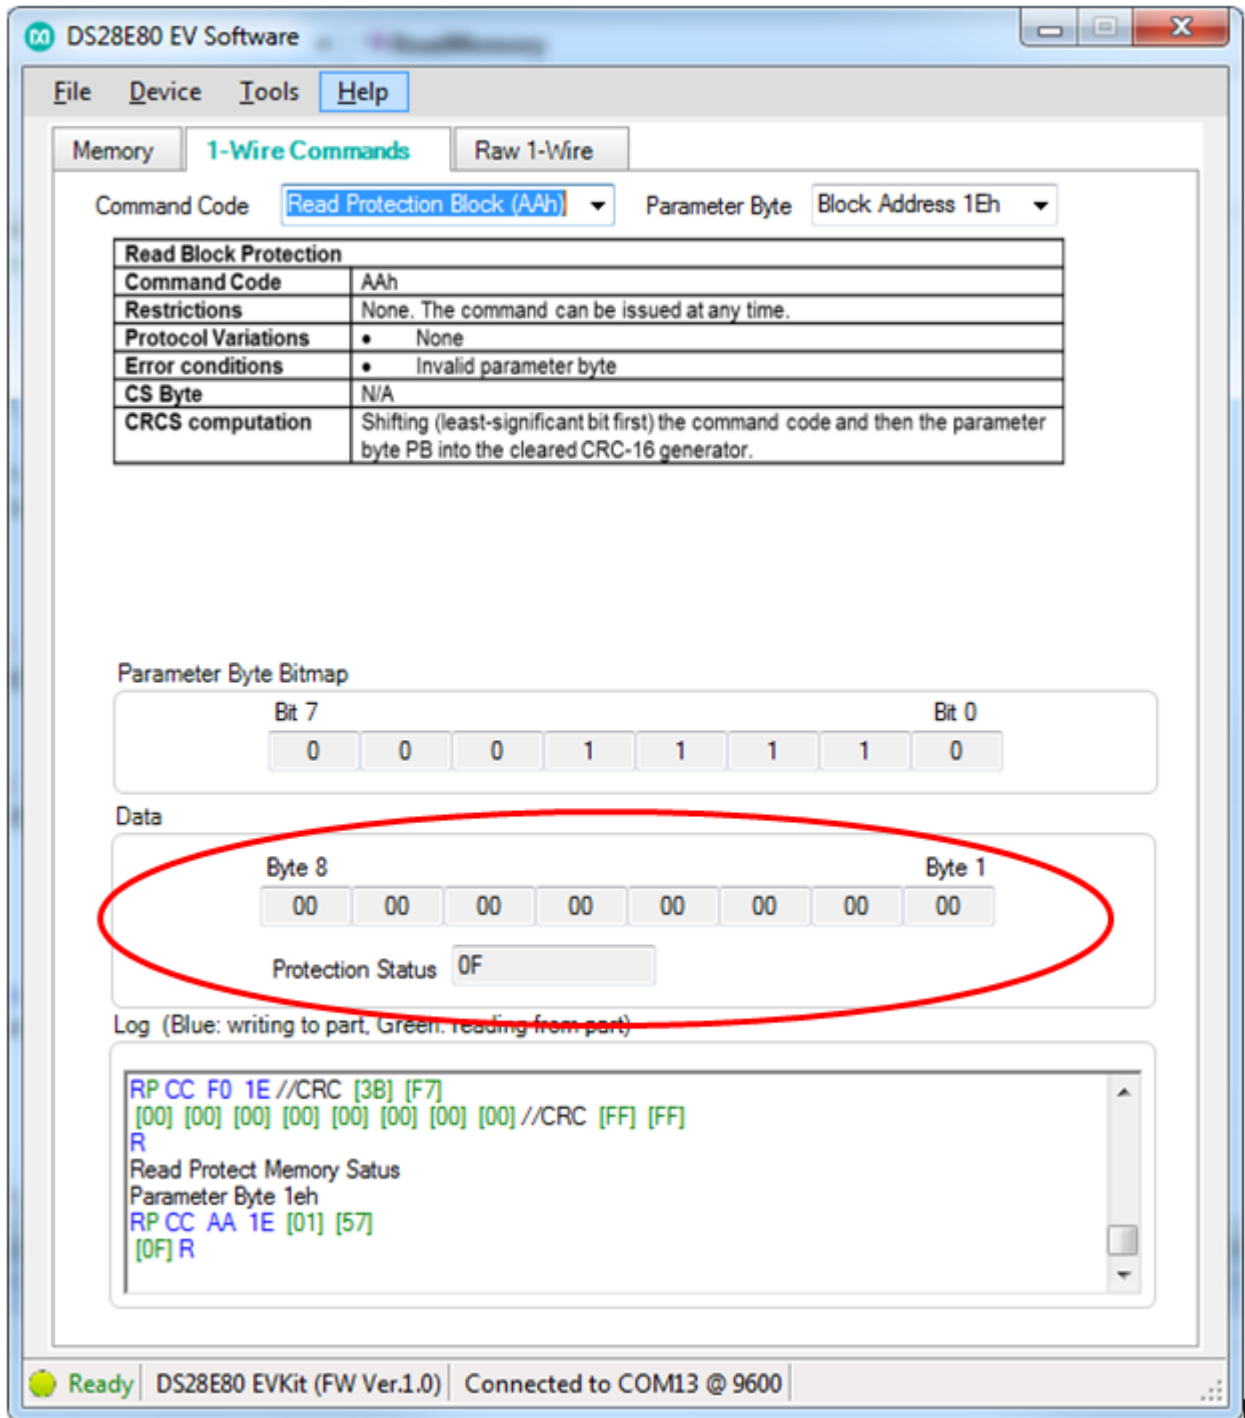 DS28E80 EV Software
File Device Tools Help
Memory 1-Wire Commands Raw 1-Wire
Command Code Read Protection Block (AAh) Parameter Byte Block Address 1Eh
Read Block Protection
Command Code AAh
Restrictions None. The command can be issued at any time.
Protocol Variations • None
Error conditions • Invalid parameter byte
CS Byte N/A
CRCS computation Shifting (least-significant bit first) the command code and then the parameter
byte PB into the cleared CRC-16 generator.
Parameter Byte Bitmap
Bit 7 Bit 0
0 0 0 1 1 1 1 0
Data
Byte 8 Byte 1
00 00 00 00 00 00 00 00
Protection Status 0F
Log (Blue: writing to part, Green: reading from part)
RP CC F0 1E //CRC [3B] [F7]
[00] [00] [00] [00] [00] [00] [00] [00] //CRC [FF] [FF]
R
Read Protect Memory Satus
Parameter Byte 1eh
RP CC AA 1E [01] [57]
[0F] R
Ready DS28E80 EVKit (FW Ver.1.0) Connected to COM13 @ 9600